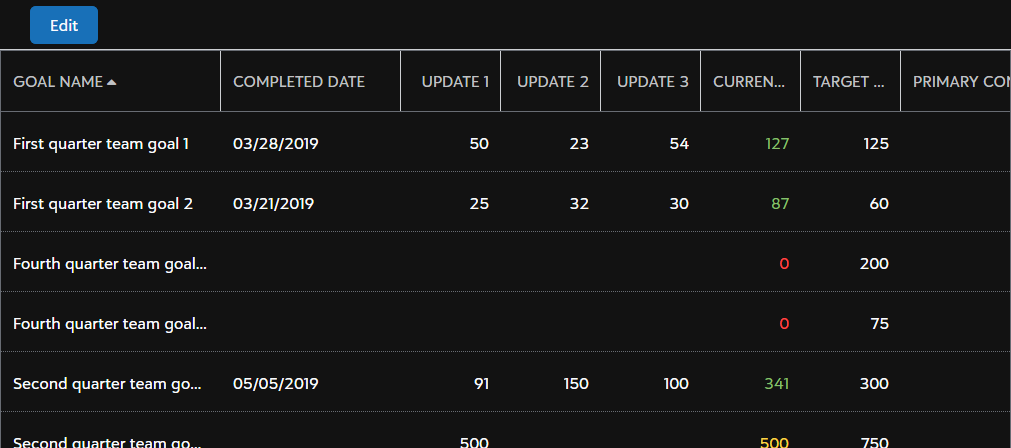 Edit
GOAL NAME COMPLETED DATE UPDATE 1 UPDATE 2 UPDATE 3 CURREN... TARGET ... PRIMARY CON
First quarter team goal 1 03/28/2019 50 23 54 127 125
First quarter team goal 2 03/21/2019 25 32 30 87 60
Fourth quarter team goal... 0 200
Fourth quarter team goal... 0 75
Second quarter team go... 05/05/2019 91 150 100 341 300
Second quarter team go... 500 500 750